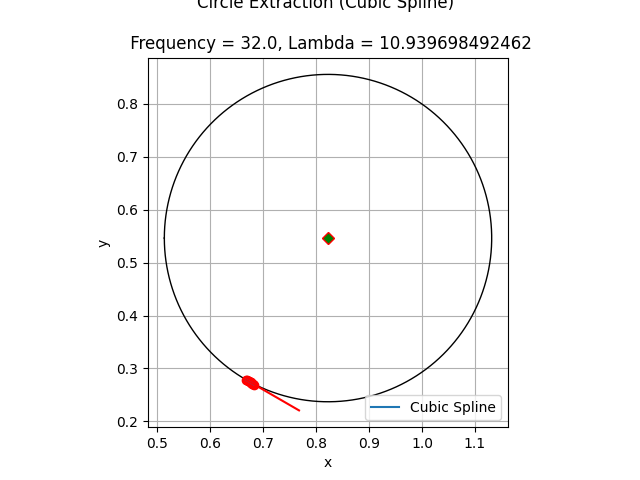 Circle Extraction (Cubic Spline)
Frequency = 32.0, Lambda = 10.939698492462
0.8
0.7
0.6
y
0.5
0.4
0.3
0.2
Cubic Spline
0.5 0.6 0.7 0.8 0.9 1.0 1.1
x